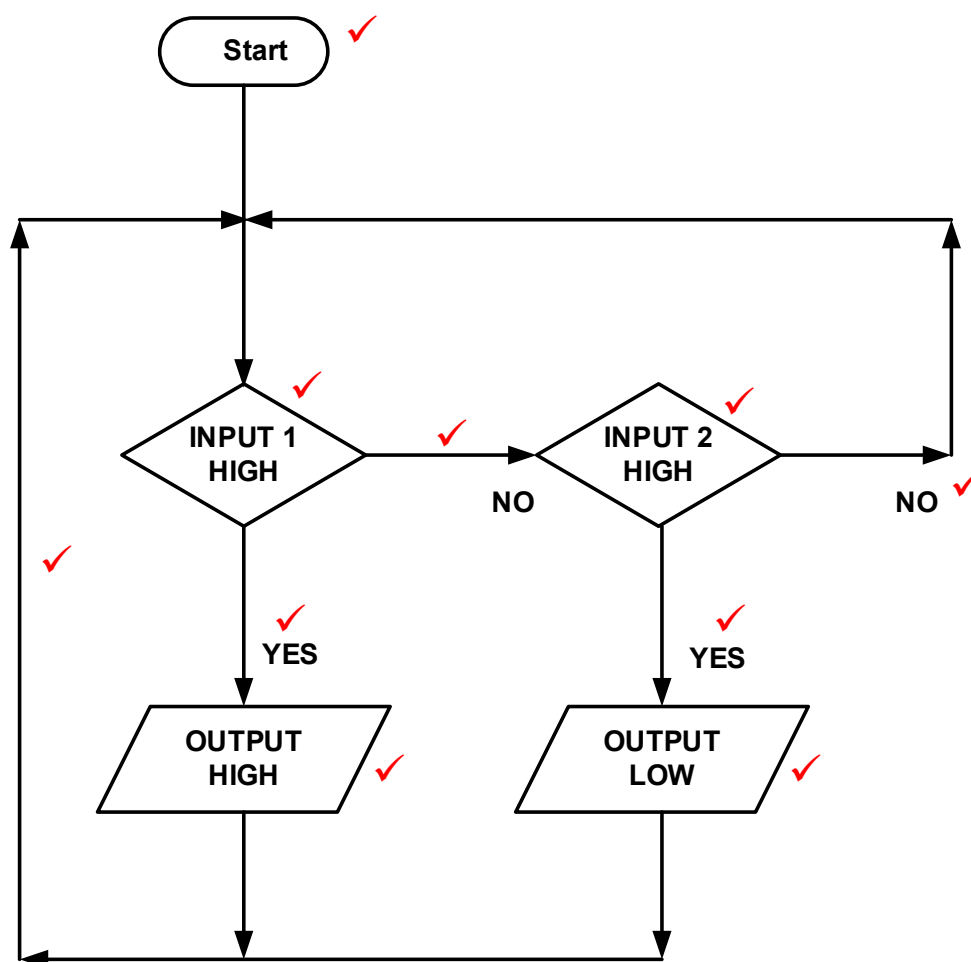 Start
INPUT 1
HIGH
NO
INPUT 2
HIGH
NO
YES
YES
OUTPUT
HIGH
OUTPUT
LOW